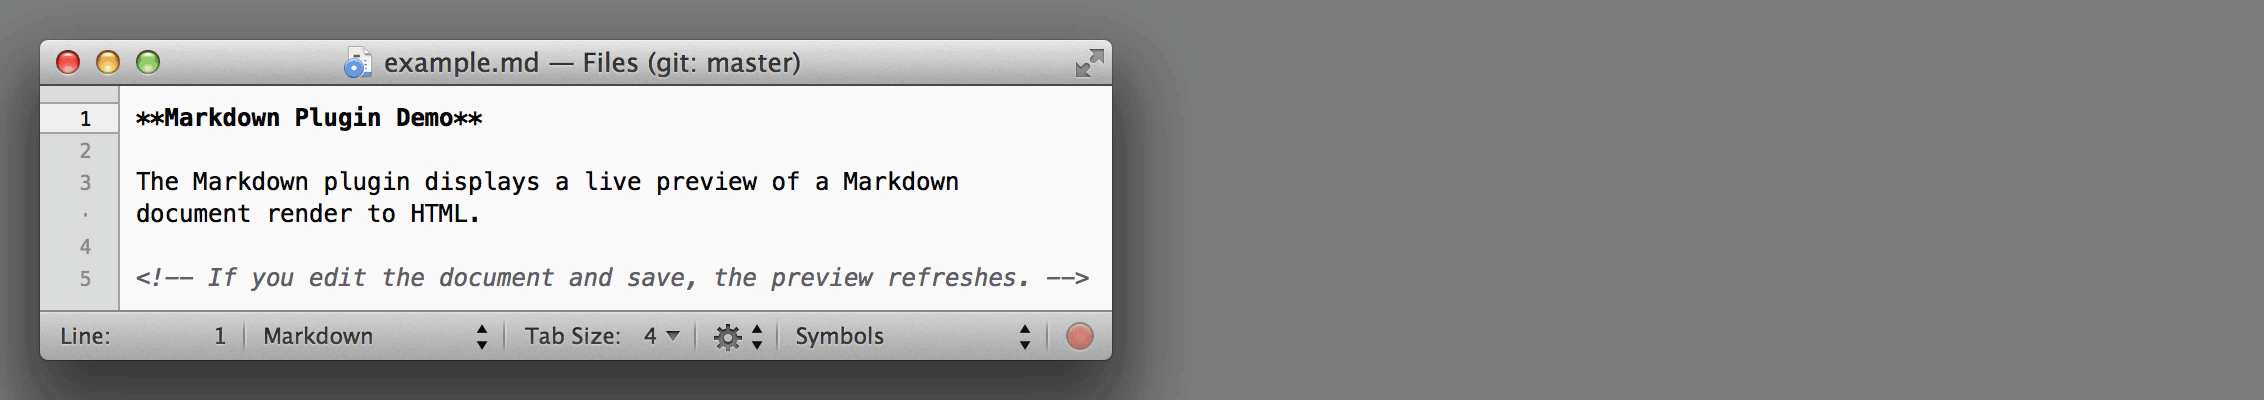 example.md — Files (git: master)
1 **Markdown Plugin Demo**
2
3 The Markdown plugin displays a live preview of a Markdown
· document render to HTML.
4
5 <!-- If you edit the document and save, the preview refreshes. -->
Line: 1 Markdown Tab Size: 4 Symbols